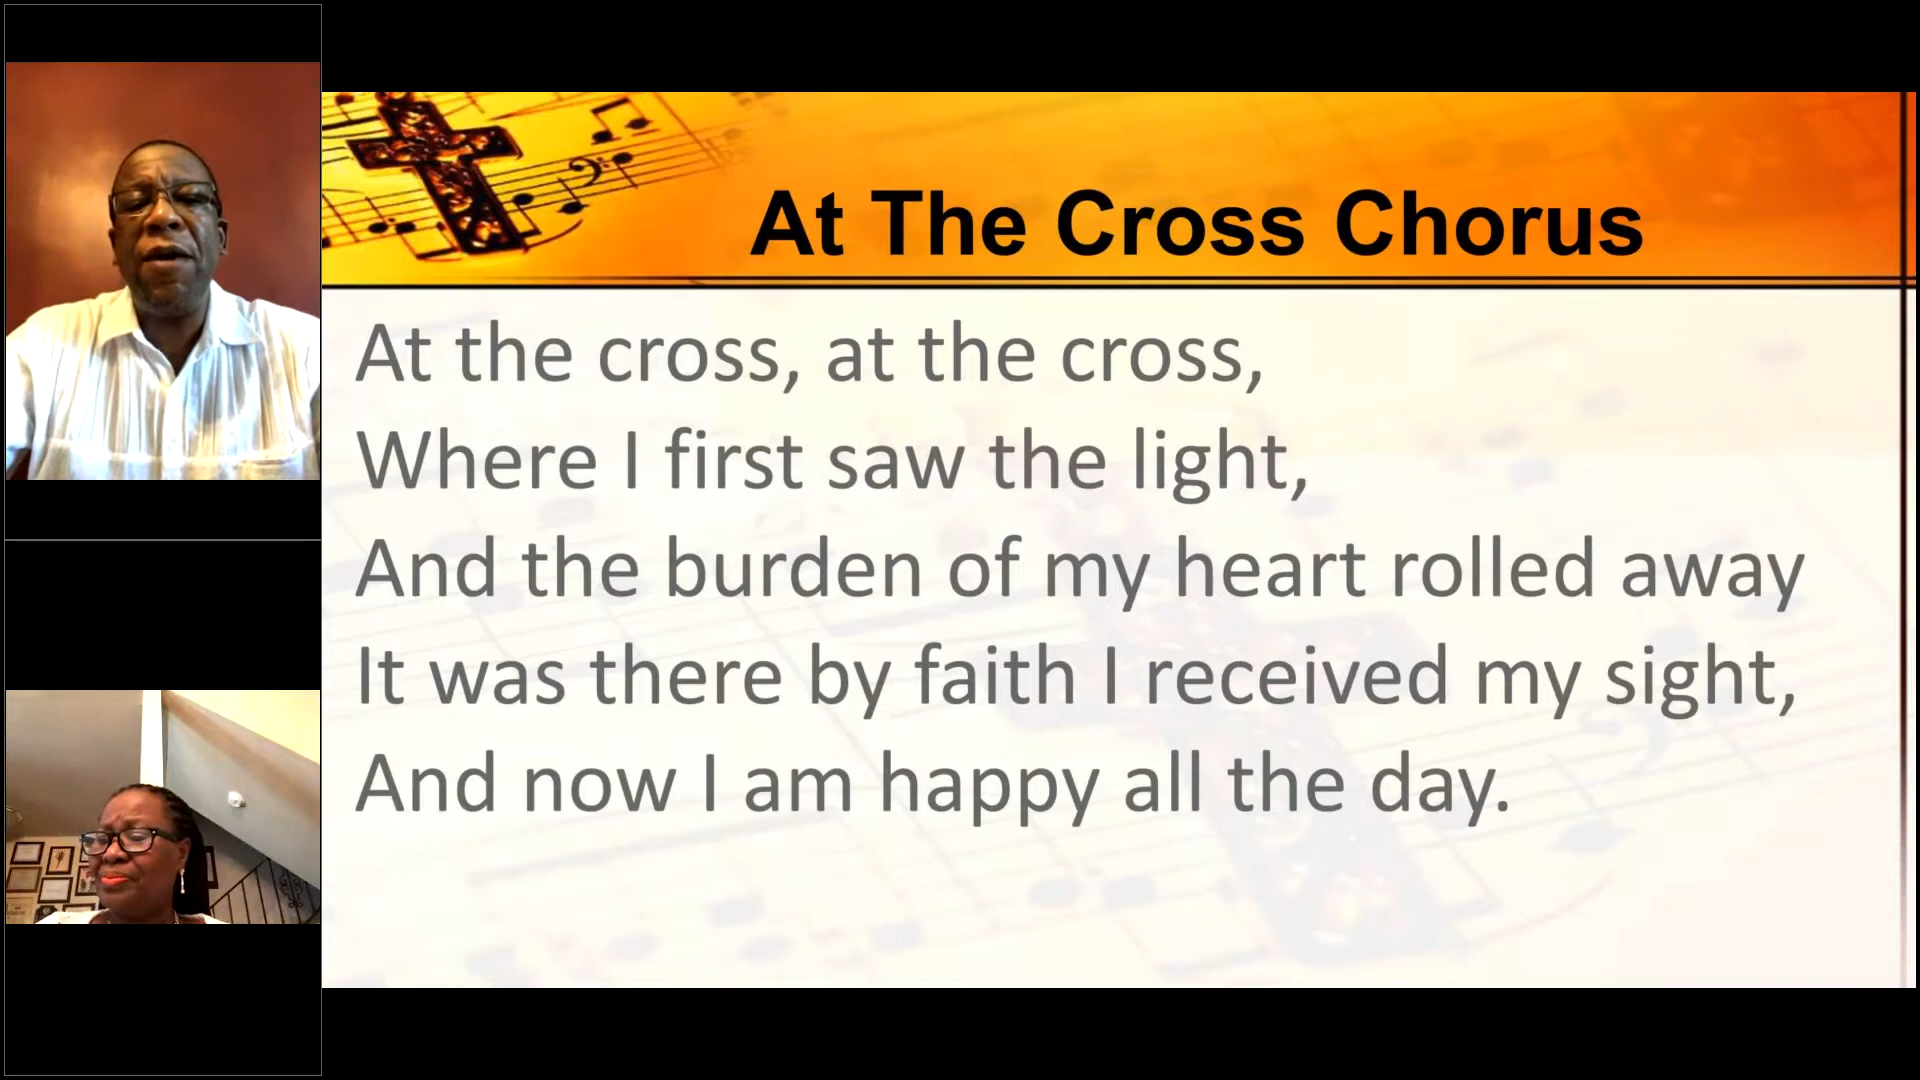 At The Cross Chorus
At the cross, at the cross,
Where I first saw the light,
And the burden of my heart rolled away
It was there by faith I received my sight,
And now I am happy all the day.